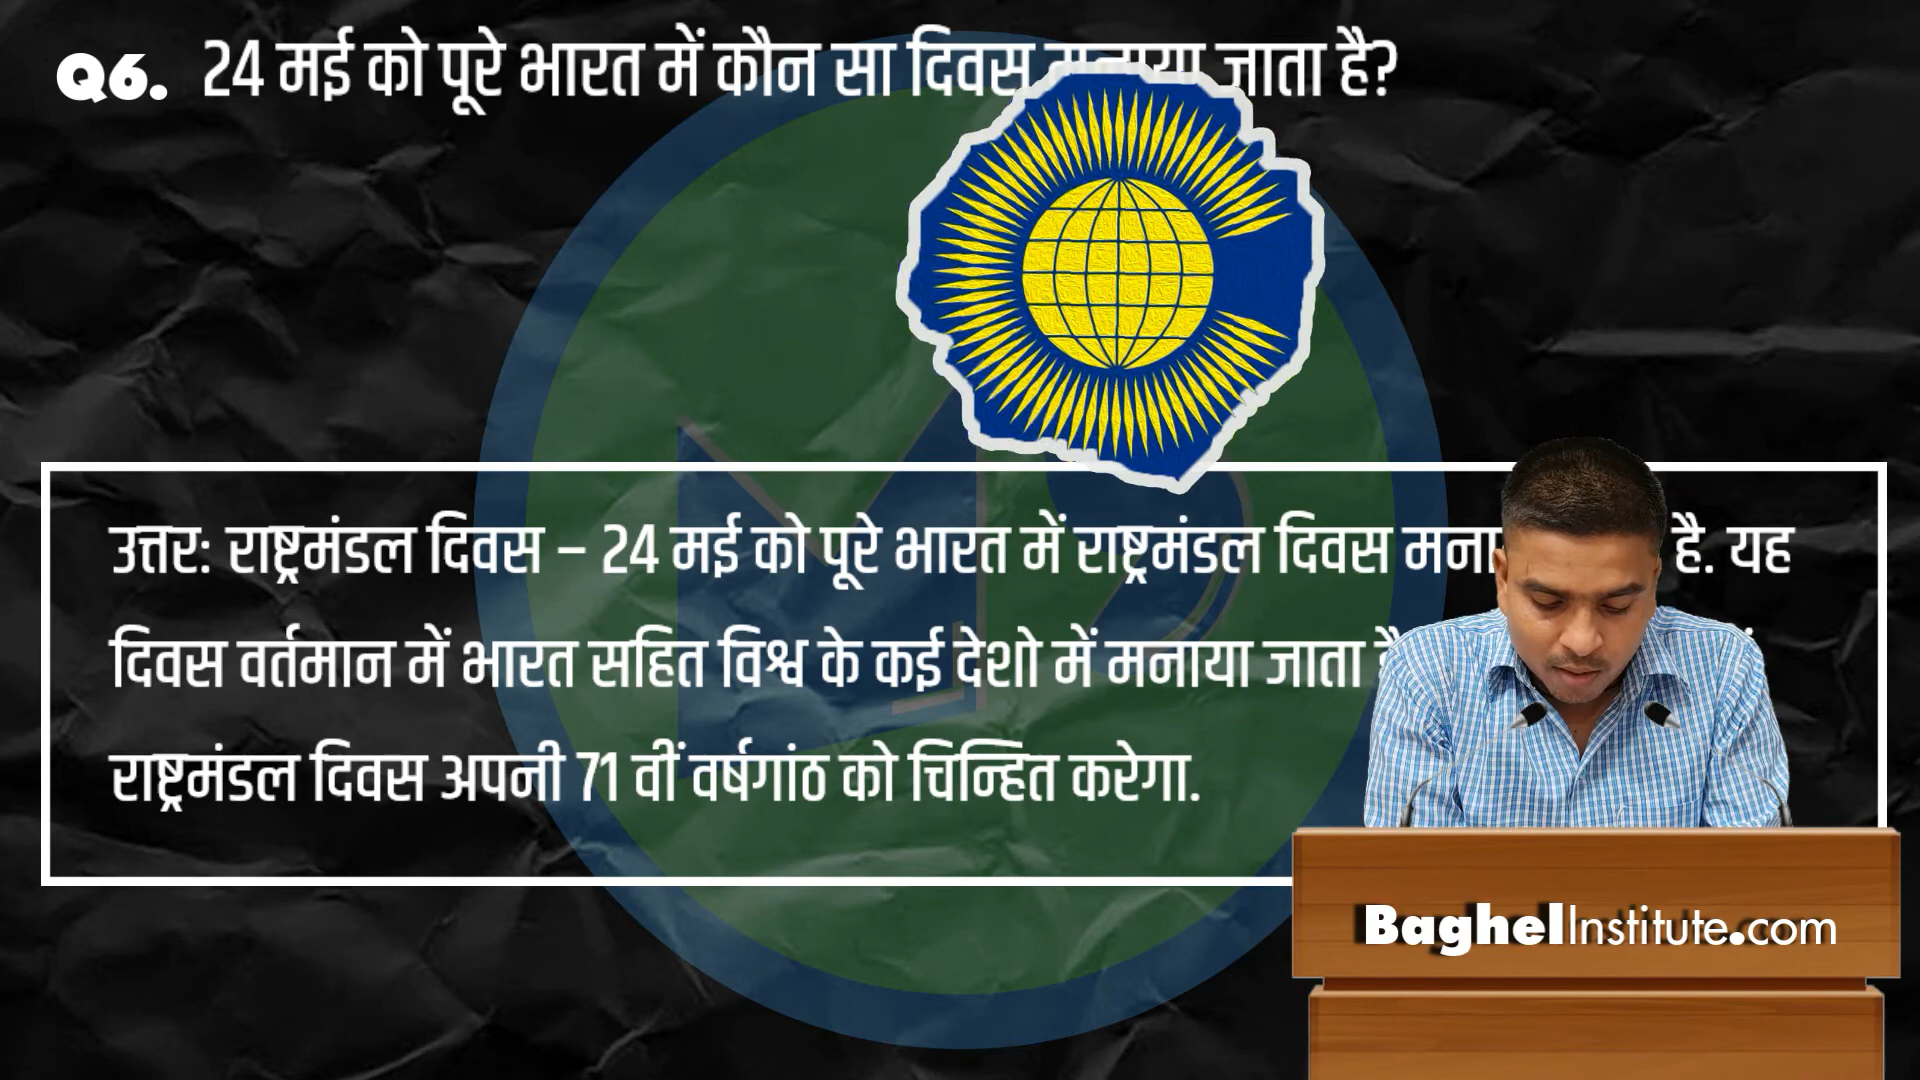 Q6. 24 मई को पूरे भारत में कौन सा दिवस मनाया जाता है?
उत्तर: राष्ट्रमंडल दिवस – 24 मई को पूरे भारत में राष्ट्रमंडल दिवस मना है. यह
दिवस वर्तमान में भारत सहित विश्व के कई देशो में मनाया जाता
राष्ट्रमंडल दिवस अपनी 71 वीं वर्षगांठ को चिन्हित करेगा.
BaghelInstitute.com